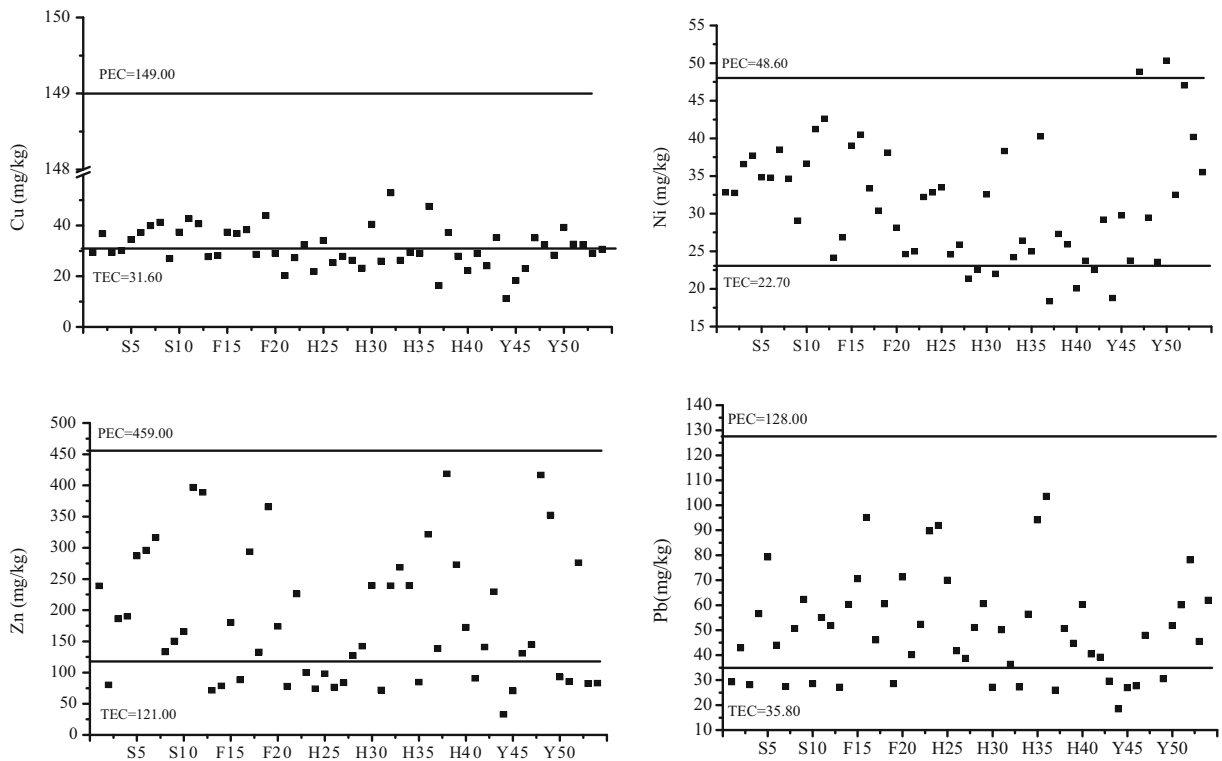 150
149
148
40
20
0
Cu (mg/kg)
PEC=149.00
TEC=31.60
S5 S10 F15 F20 H25 H30 H35 H40 Y45 Y50
55
50
45
40
35
30
25
20
15
Ni (mg/kg)
PEC=48.60
TEC=22.70
S5 S10 F15 F20 H25 H30 H35 H40 Y45 Y50
500
450
400
350
300
250
200
150
100
50
0
Zn (mg/kg)
PEC=459.00
TEC=121.00
S5 S10 F15 F20 H25 H30 H35 H40 Y45 Y50
140
130
120
110
100
90
80
70
60
50
40
30
20
10
Pb(mg/kg)
PEC=128.00
TEC=35.80
S5 S10 F15 F20 H25 H30 H35 H40 Y45 Y50